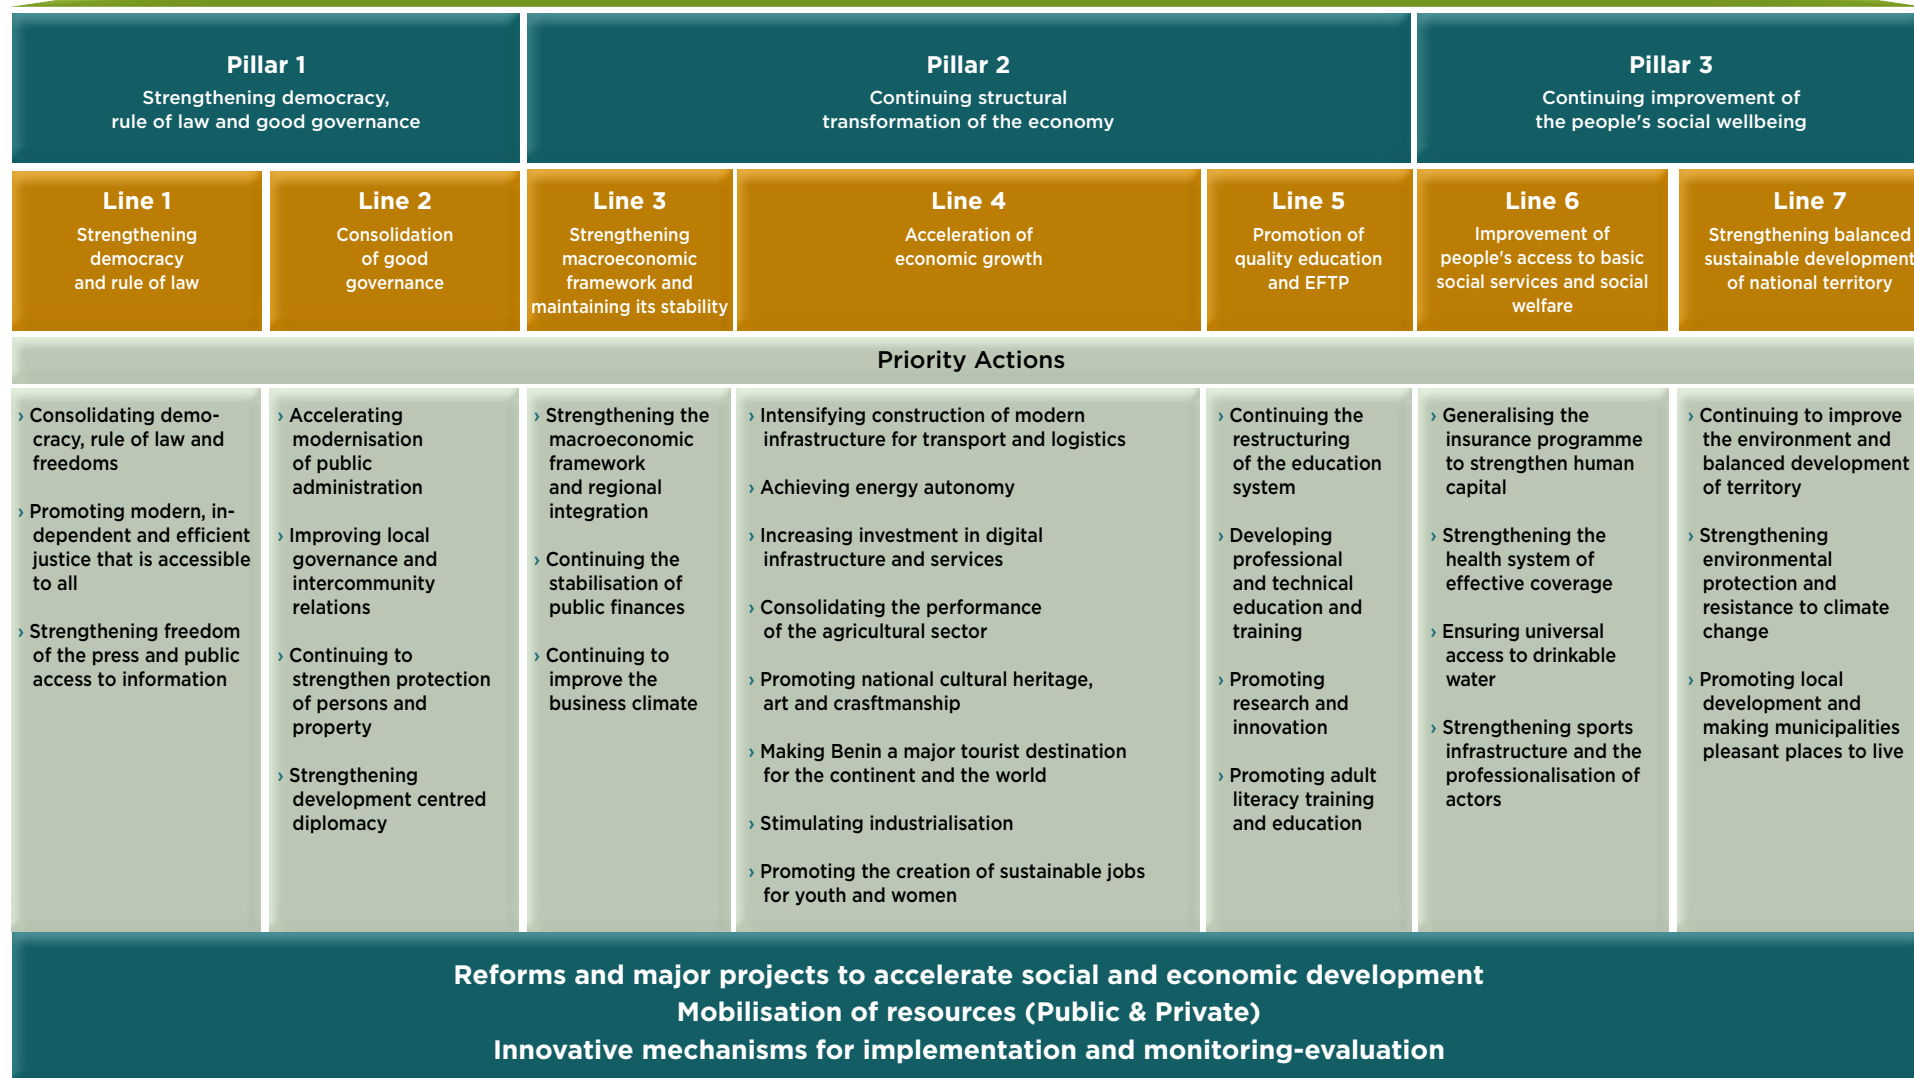 Pillar 1
Strengthening democracy,
rule of law and good governance
Pillar 2
Continuing structural
transformation of the economy
Pillar 3
Continuing improvement of
the people's social wellbeing
Line 1
Strengthening
democracy
and rule of law
Line 2
Consolidation
of good
governance
Line 3
Strengthening
macroeconomic
framework and
maintaining its stability
Line 4
Acceleration of
economic growth
Line 5
Promotion of
quality education
and EFTP
Line 6
Improvement of
people's access to basic
social services and social
welfare
Line 7
Strengthening balanced
sustainable development
of national territory
Priority Actions
› Consolidating demo-
cracy, rule of law and
freedoms
› Promoting modern, in-
dependent and efficient
justice that is accessible
to all
› Strengthening freedom
of the press and public
access to information
› Accelerating
modernisation
of public
administration
› Improving local
governance and
intercommunity
relations
› Continuing to
strengthen protection
of persons and
property
› Strengthening
development centred
diplomacy
› Strengthening the
macroeconomic
framework
and regional
integration
› Continuing the
stabilisation of
public finances
› Continuing to
improve the
business climate
› Intensifying construction of modern
infrastructure for transport and logistics
› Achieving energy autonomy
› Increasing investment in digital
infrastructure and services
› Consolidating the performance
of the agricultural sector
› Promoting national cultural heritage,
art and crasftmanship
› Making Benin a major tourist destination
for the continent and the world
› Stimulating industrialisation
› Promoting the creation of sustainable jobs
for youth and women
› Continuing the
restructuring
of the education
system
› Developing
professional
and technical
education and
training
› Promoting
research and
innovation
› Promoting adult
literacy training
and education
› Generalising the
insurance programme
to strengthen human
capital
› Strengthening the
health system of
effective coverage
› Ensuring universal
access to drinkable
water
› Strengthening sports
infrastructure and the
professionalisation of
actors
› Continuing to improve
the environment and
balanced development
of territory
› Strengthening
environmental
protection and
resistance to climate
change
› Promoting local
development and
making municipalities
pleasant places to live
Reforms and major projects to accelerate social and economic development
Mobilisation of resources (Public & Private)
Innovative mechanisms for implementation and monitoring-evaluation